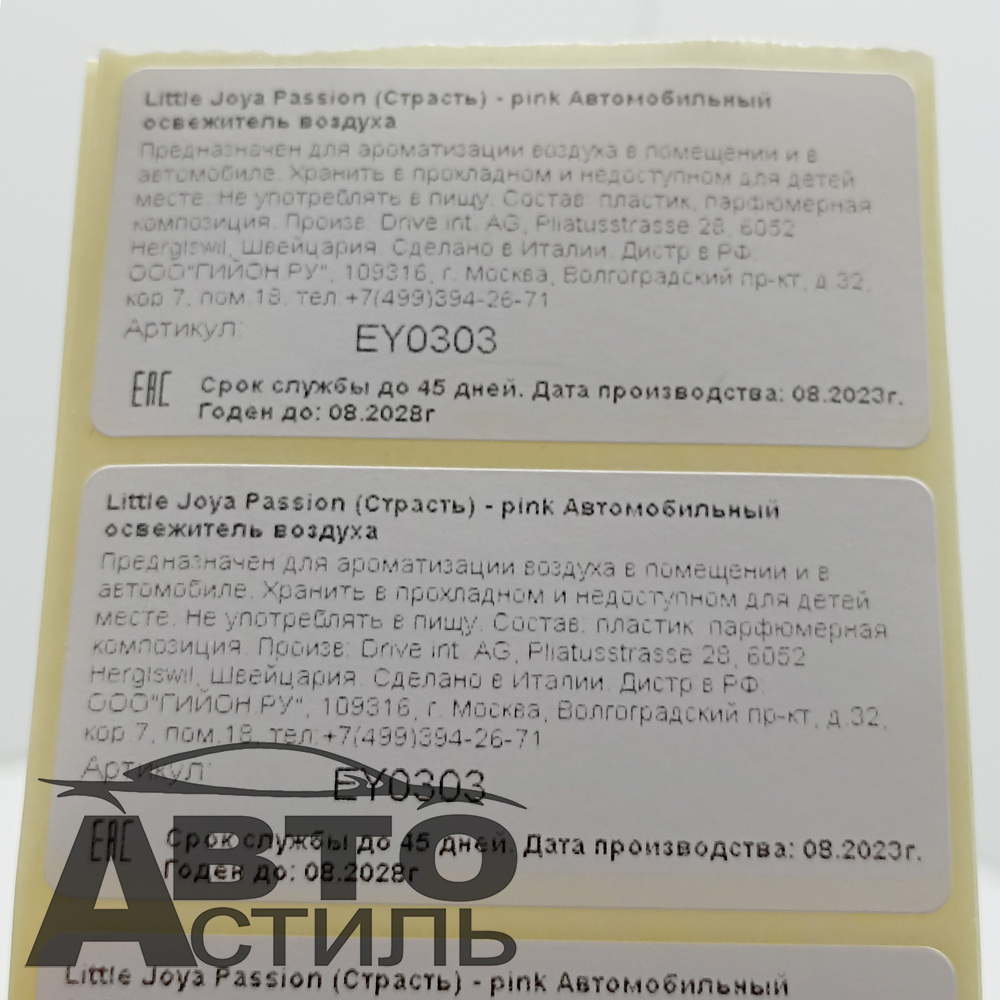 Little Joya Passion (Страсть) - pink Автомобильный
освежитель воздуха
Предназначен для ароматизации воздуха в помещении и в
автомобиле. Хранить в прохладном и недоступном для детей
месте. Не употреблять в пищу. Состав: пластик, парфюмерная
композиция. Произв: Drive int. AG, Pliatusstrasse 28, 6052
Hergiswil, Швейцария. Сделано в Италии. Дистр в РФ:
ООО"ГИЙОН.РУ", 109316, г. Москва, Волгоградский пр-кт, д.32,
кор.7, пом.18, тел.+7(499)394-26-71
Артикул: EY0303
EAC Срок службы до 45 дней. Дата производства: 08.2023г.
Годен до: 08.2028г
Little Joya Passion (Страсть) - pink Автомобильный
освежитель воздуха
Предназначен для ароматизации воздуха в помещении и в
автомобиле. Хранить в прохладном и недоступном для детей
месте. Не употреблять в пищу. Состав: пластик, парфюмерная
композиция. Произв: Drive int. AG, Pliatusstrasse 28, 6052
Hergiswil, Швейцария. Сделано в Италии. Дистр в РФ:
ООО"ГИЙОН.РУ", 109316, г. Москва, Волгоградский пр-кт, д.32,
кор.7, пом.18, тел.+7(499)394-26-71
Артикул: EY0303
EAC Срок службы до 45 дней. Дата производства: 08.2023г.
Годен до: 08.2028г
АВТО
СТИЛЬ
Little Joya Passion (Страсть) - pink Автомобильный